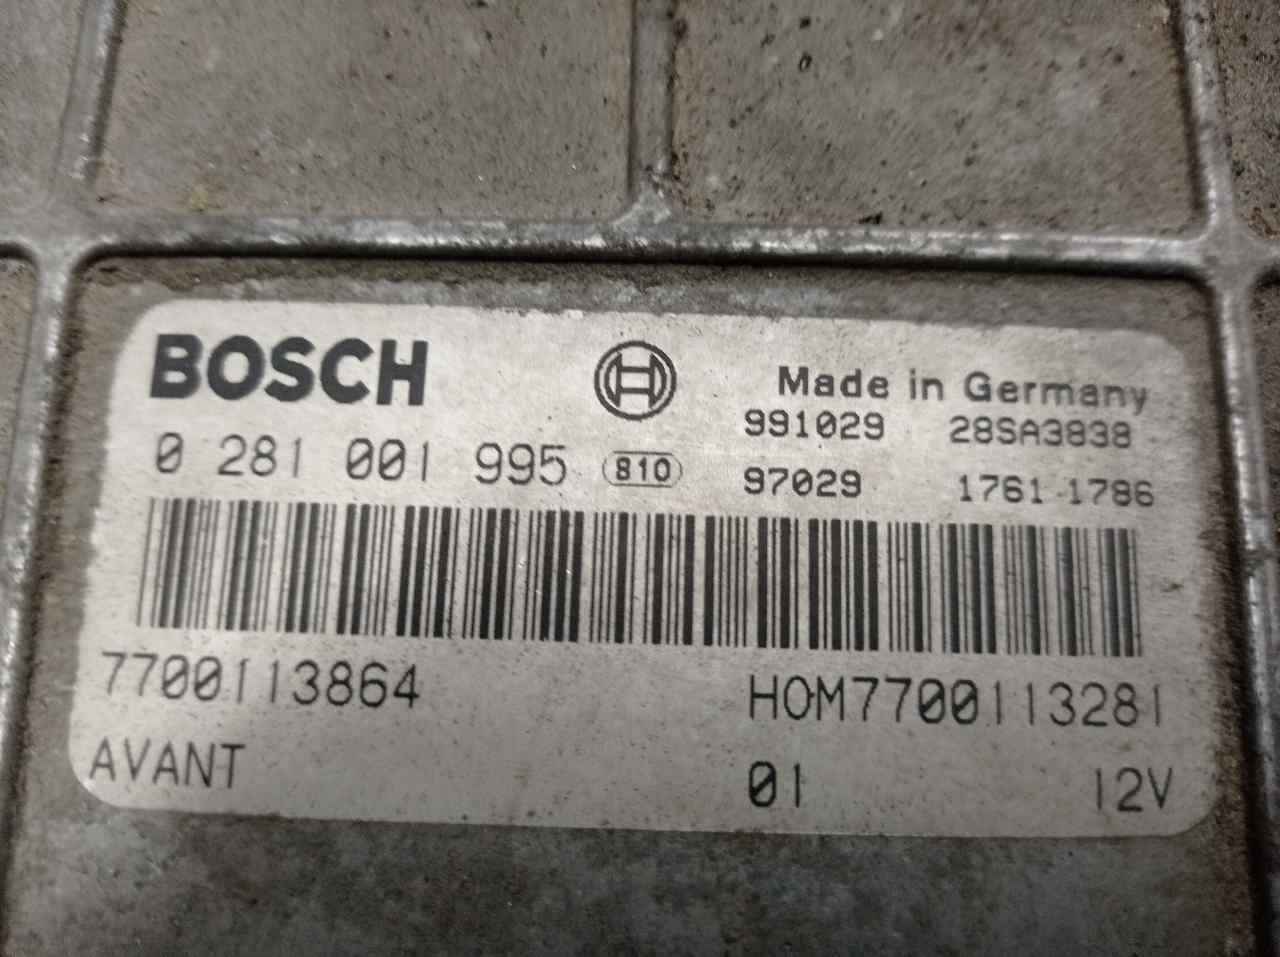 BOSCH
Made in Germany
991029 28SA3838
0 281 001 995 810
97029 1761 1786
7700113864
HOM7700113281
AVANT
01 12V